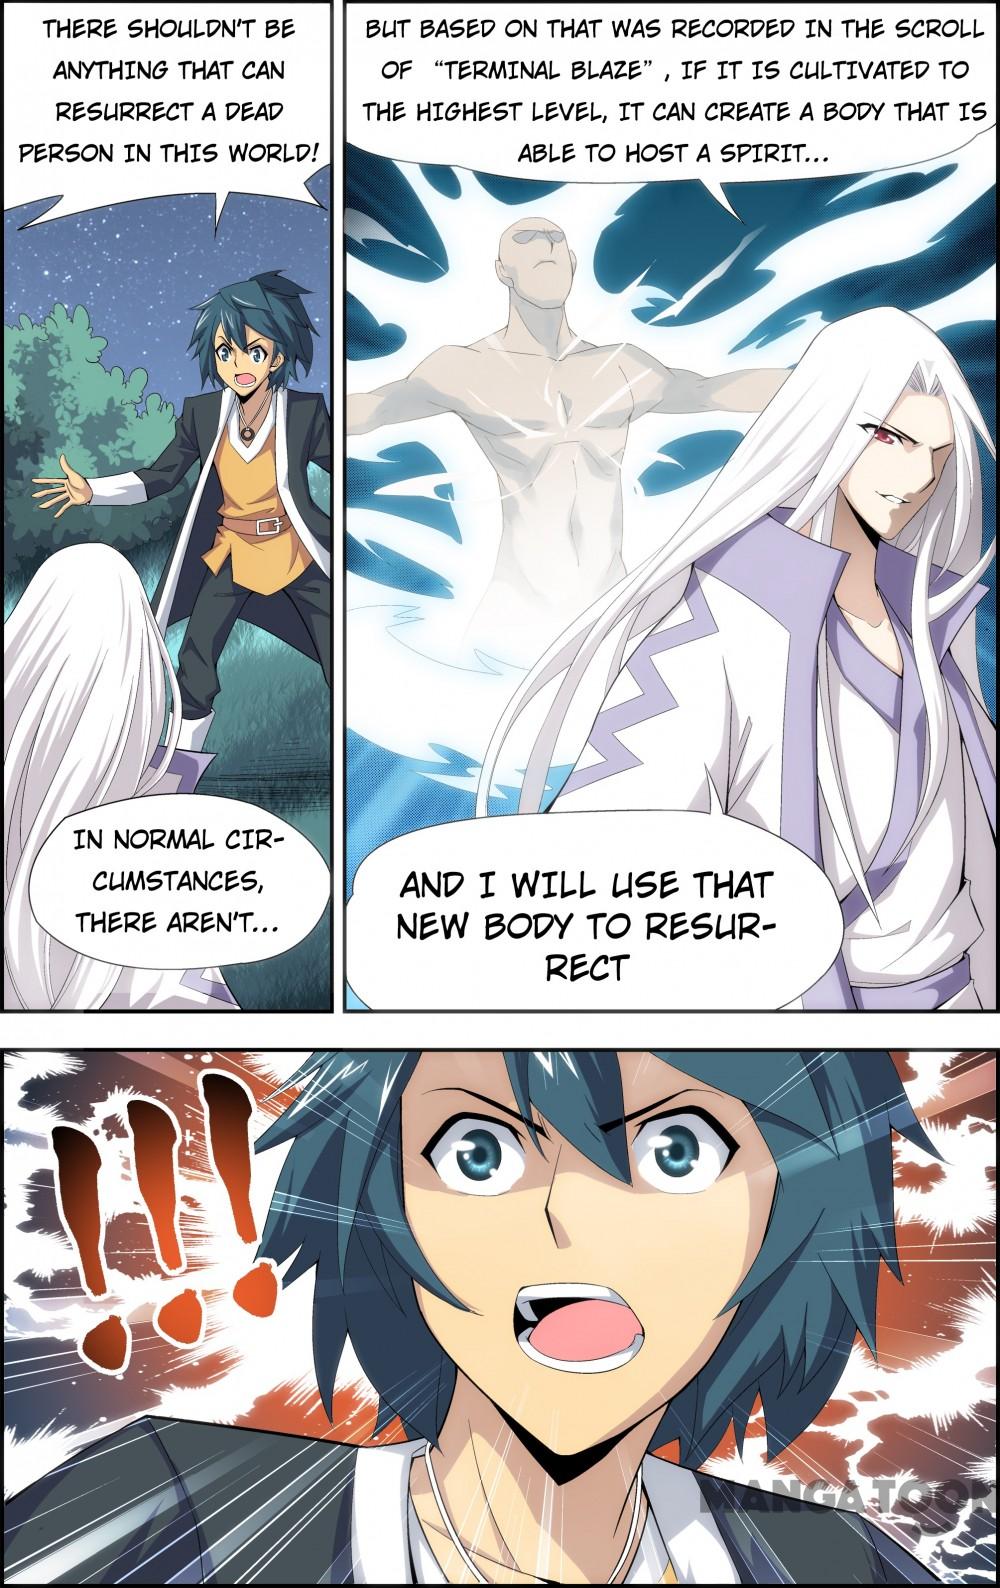 THERE SHOULDN'T BE
ANYTHING THAT CAN
RESURRECT A DEAD
PERSON IN THIS WORLD!
IN NORMAL CIR-
CUMSTANCES,
THERE AREN'T...
BUT BASED ON THAT WAS RECORDED IN THE SCROLL
OF “TERMINAL BLAZE”, IF IT IS CULTIVATED TO
THE HIGHEST LEVEL, IT CAN CREATE A BODY THAT IS
ABLE TO HOST A SPIRIT...
AND I WILL USE THAT
NEW BODY TO RESUR-
RECT
!!!
MANGATOON